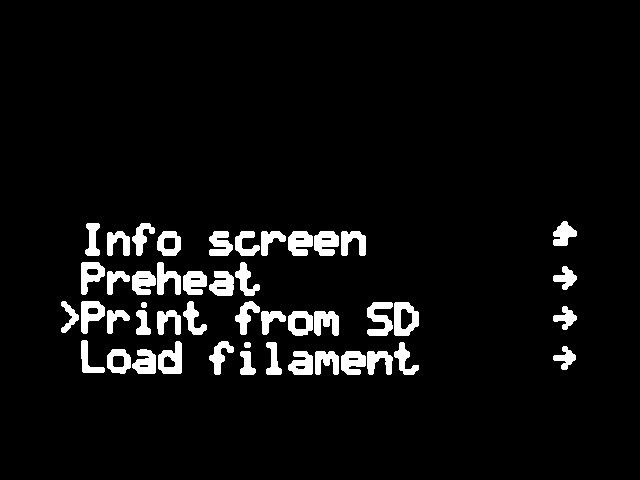 Info screen ↑
Preheat →
>Print from SD →
Load filament →